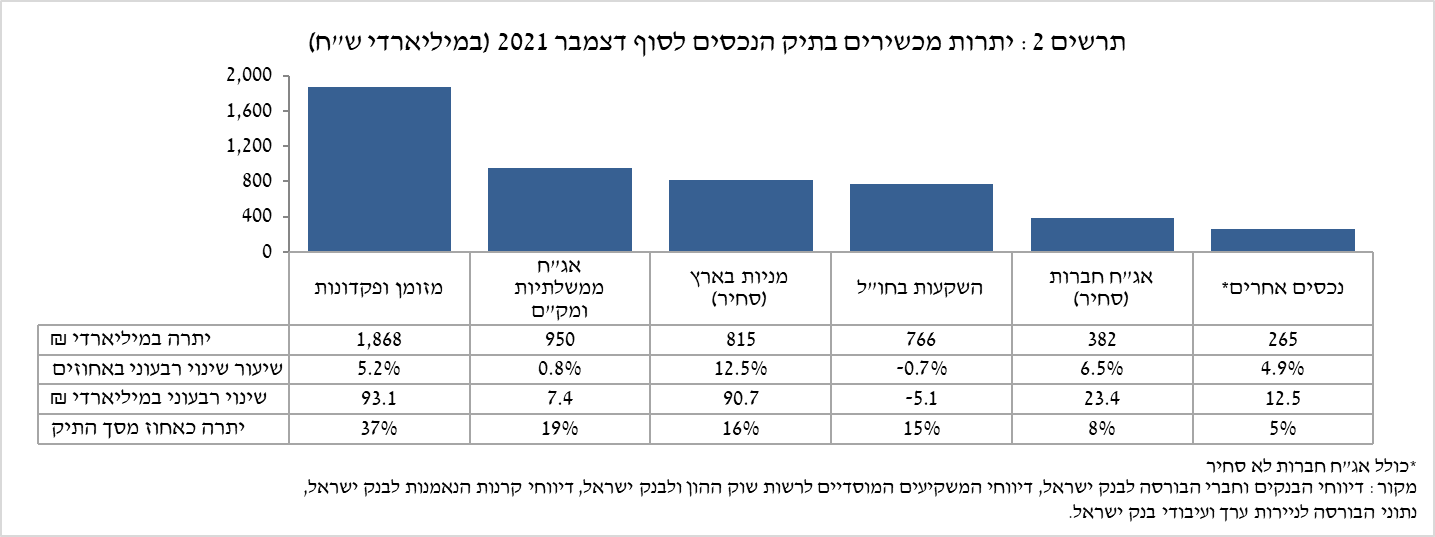 תרשים 2 : יתרות מכשירים בתיק הנכסים לסוף דצמבר 2021 (במיליארדי ש"ח)
2,000
1,600
1,200
800
400
0
מזומן ופקדונות
אג"ח
ממשלתיות
ומק"ם
מניות בארץ
(סחיר)
השקעות בחו"ל
אג"ח חברות
(סחיר)
נכסים אחרים*
יתרה במיליארדי ₪ 1,868 950 815 766 382 265
שיעור שינוי רבעוני באחוזים 5.2% 0.8% 12.5% -0.7% 6.5% 4.9%
שינוי רבעוני במיליארדי ₪ 93.1 7.4 90.7 -5.1 23.4 12.5
יתרה כאחוז מסך התיק 37% 19% 16% 15% 8% 5%
*כולל אג"ח חברות לא סחיר
מקור : דיווחי הבנקים וחברי הבורסה לבנק ישראל, דיווחי המשקיעים המוסדיים לרשות שוק ההון ולבנק ישראל, דיווחי קרנות הנאמנות לבנק ישראל,
נתוני הבורסה לניירות ערך ועיבודי בנק ישראל.